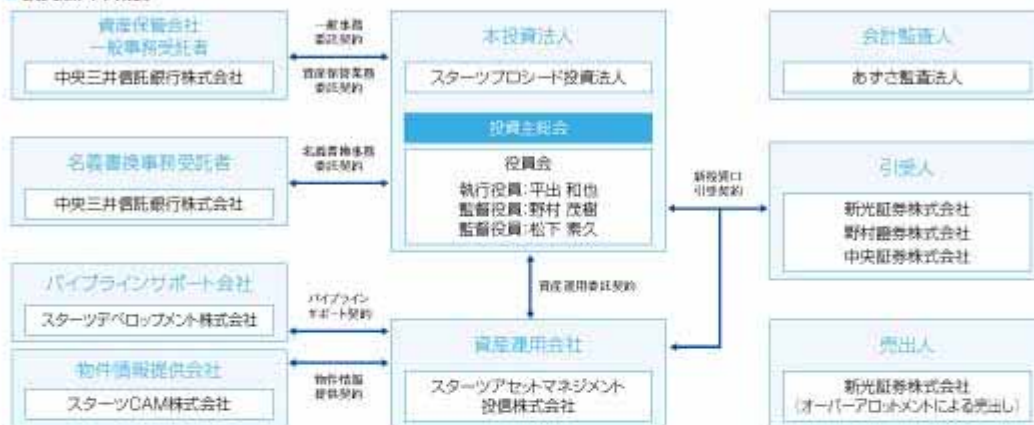 資産保管会社
一般事務受託者
中央三井信託銀行株式会社
一般事務
委託契約
資産保管業務
委託契約
本投資法人
スターツプロシード投資法人
投資主総会
役員会
執行役員:平出 和也
監督役員:野村 茂樹
監督役員:松下 素久
会計監査人
あずさ監査法人
名義書換事務受託者
中央三井信託銀行株式会社
名義書換事務
委託契約
新投資口
引受契約
引受人
新光証券株式会社
野村證券株式会社
中央証券株式会社
資産運用委託契約
パイプラインサポート会社
スターツデベロップメント株式会社
パイプライン
サポート契約
物件情報提供会社
スターツCAM株式会社
物件情報
提供契約
資産運用会社
スターツアセットマネジメント
投信株式会社
売出人
新光証券株式会社
(オーバーアロットメントによる売出し)